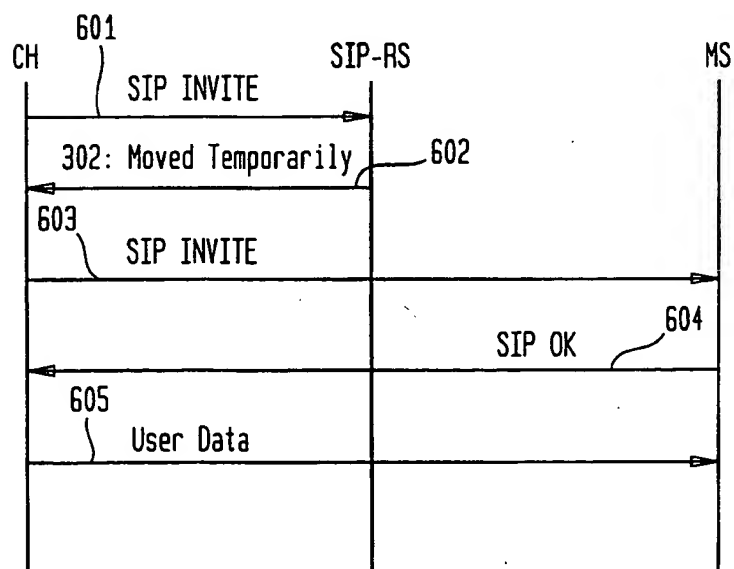 601
CH SIP-RS MS
SIP INVITE
302: Moved Temporarily 602
603
SIP INVITE
604
SIP OK
605
User Data